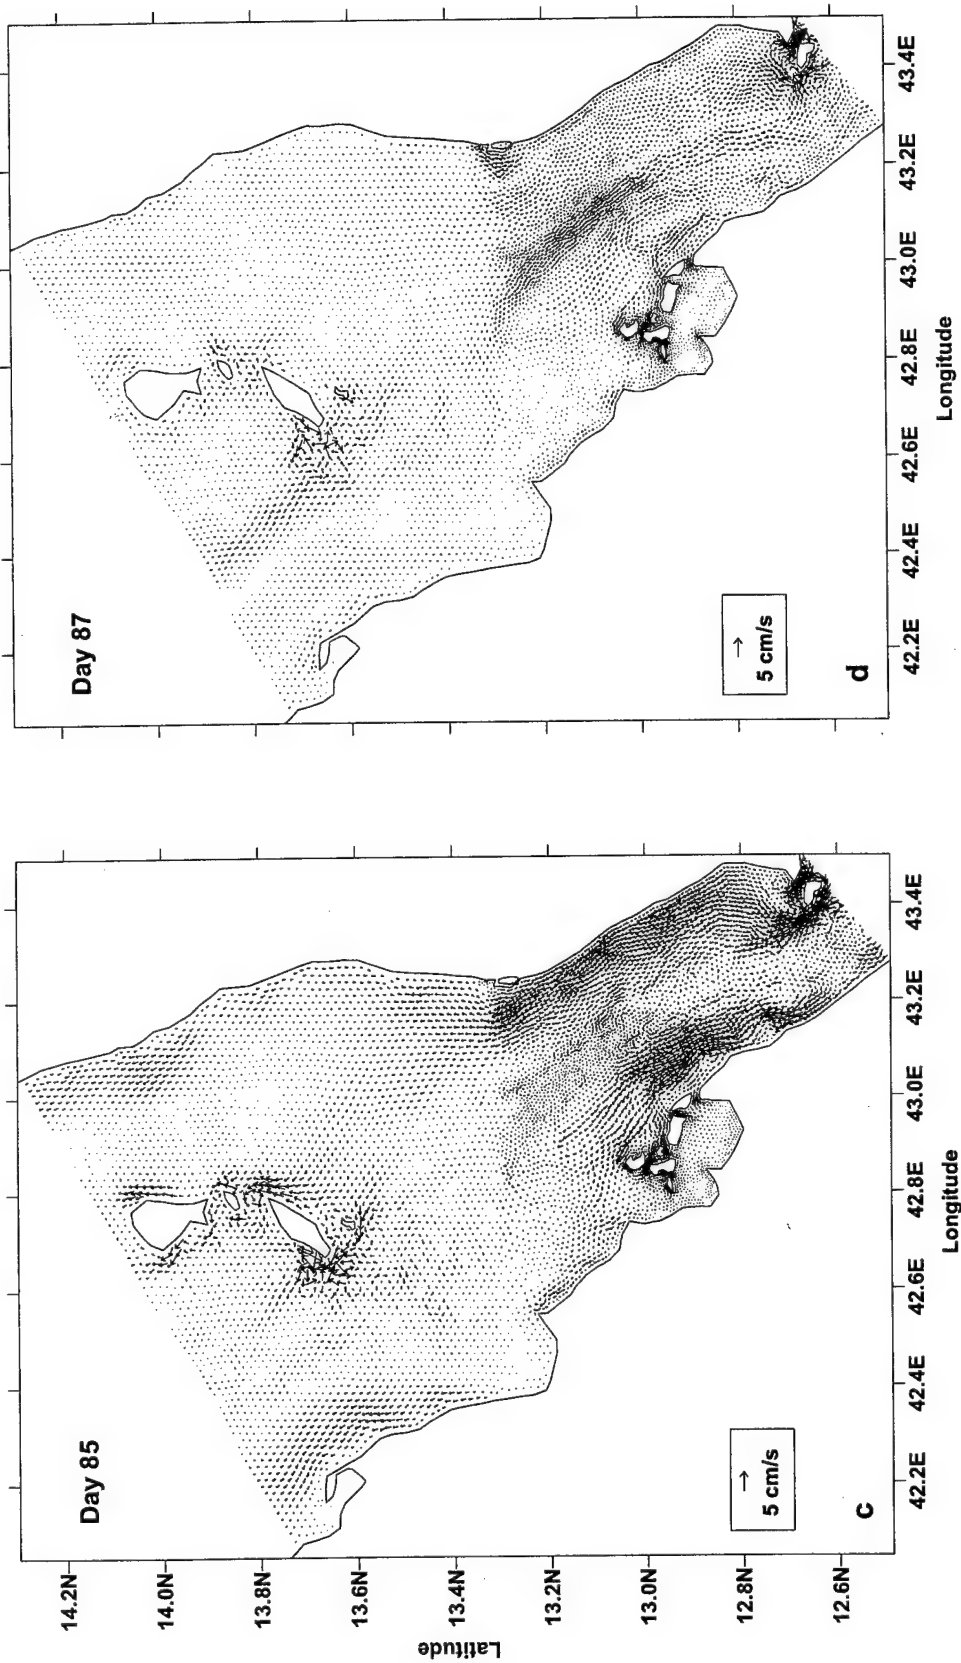 Day 85
5 cm/s
c
14.2N
14.0N
13.8N
13.6N
13.4N
13.2N
13.0N
12.8N
12.6N
Latitude
42.2E
42.4E
42.6E
42.8E
43.0E
43.2E
43.4E
Longitude
Day 87
5 cm/s
d
42.2E
42.4E
42.6E
42.8E
43.0E
43.2E
43.4E
Longitude